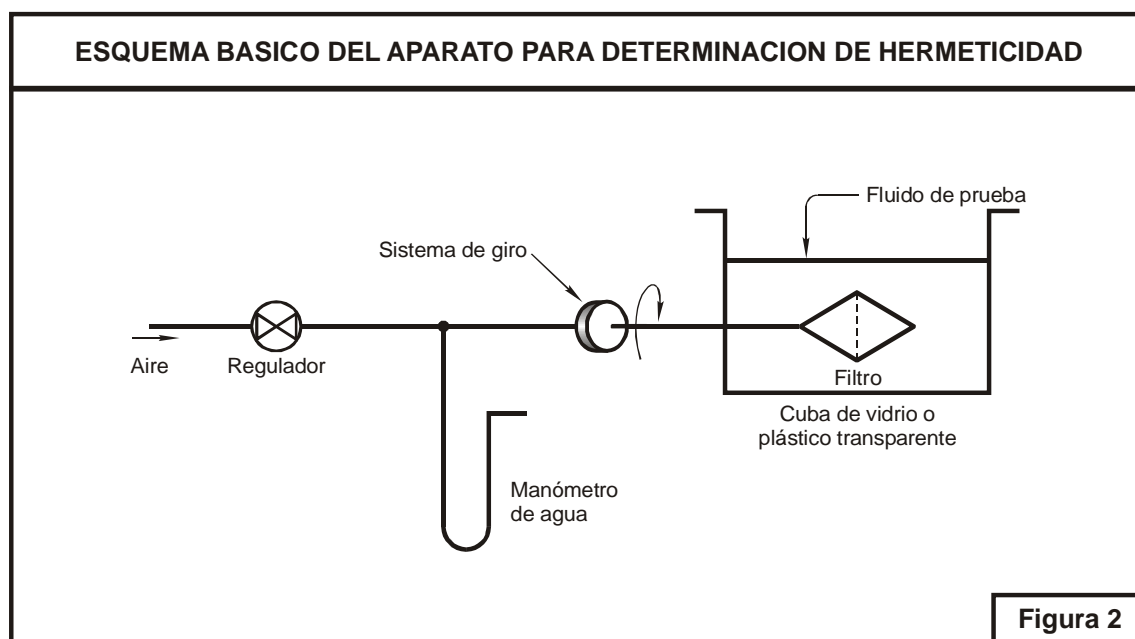 ESQUEMA BASICO DEL APARATO PARA DETERMINACION DE HERMETICIDAD
Fluido de prueba
Sistema de giro
Aire
Regulador
Filtro
Cuba de vidrio o
plástico transparente
Manómetro
de agua
Figura 2